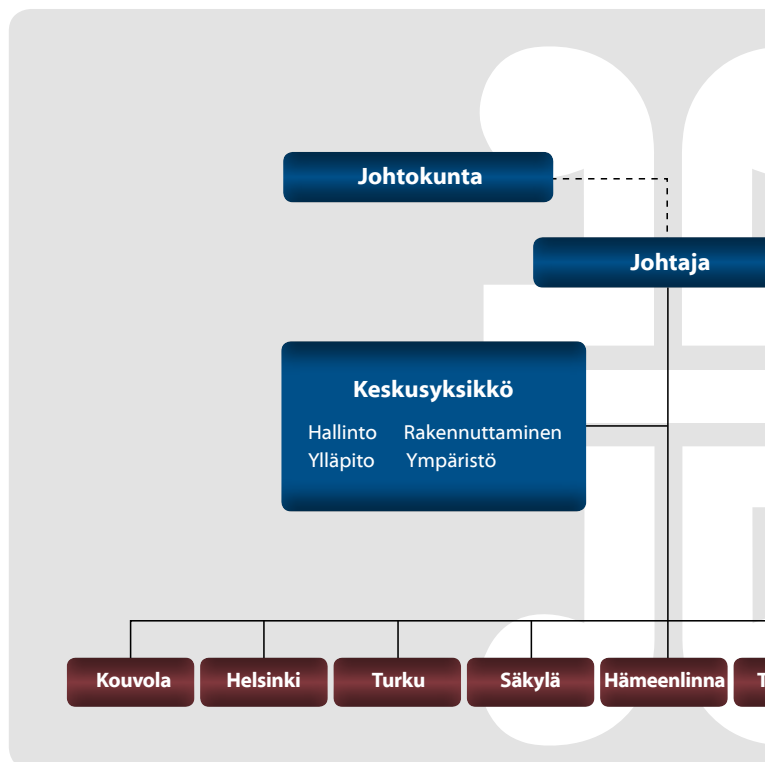 Johtokunta
Johtaja
Keskusyksikkö
Hallinto Rakennuttaminen
Ylläpito Ympäristö
Kouvola Helsinki Turku Säkylä Hämeenlinna